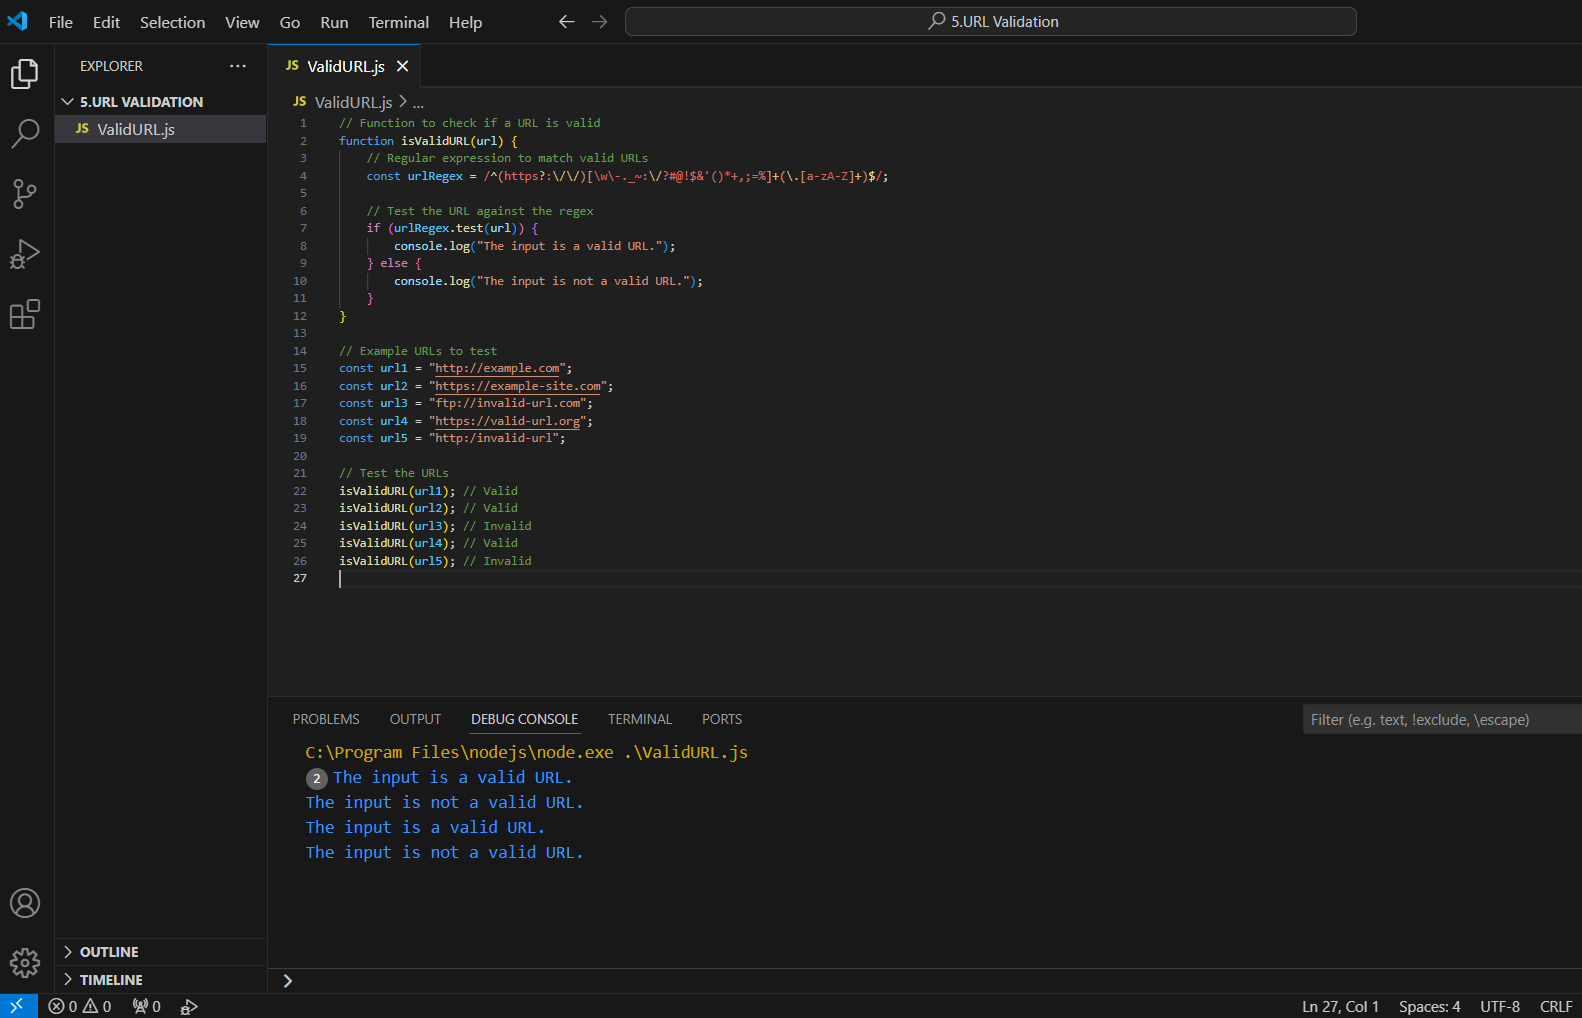 File Edit Selection View Go Run Terminal Help
5.URL Validation
EXPLORER ...
5.URL VALIDATION
JS ValidURL.js
JS ValidURL.js
JS ValidURL.js > ...
1 // Function to check if a URL is valid
2 function isValidURL(url) {
3 // Regular expression to match valid URLs
4 const urlRegex = /^(https?:\/\/)[\w\-._~:\/?#@!$&'()*+,;=%]+(\.[a-zA-Z]+)$/;
5
6 // Test the URL against the regex
7 if (urlRegex.test(url)) {
8 console.log("The input is a valid URL.");
9 } else {
10 console.log("The input is not a valid URL.");
11 }
12 }
13
14 // Example URLs to test
15 const url1 = "http://example.com";
16 const url2 = "https://example-site.com";
17 const url3 = "ftp://invalid-url.com";
18 const url4 = "https://valid-url.org";
19 const url5 = "http:/invalid-url";
20
21 // Test the URLs
22 isValidURL(url1); // Valid
23 isValidURL(url2); // Valid
24 isValidURL(url3); // Invalid
25 isValidURL(url4); // Valid
26 isValidURL(url5); // Invalid
27
PROBLEMS OUTPUT DEBUG CONSOLE TERMINAL PORTS
Filter (e.g. text, !exclude, \escape)
C:\Program Files\nodejs\node.exe .\ValidURL.js
2 The input is a valid URL.
The input is not a valid URL.
The input is a valid URL.
The input is not a valid URL.
OUTLINE
TIMELINE
0 0 0
Ln 27, Col 1 Spaces: 4 UTF-8 CRLF